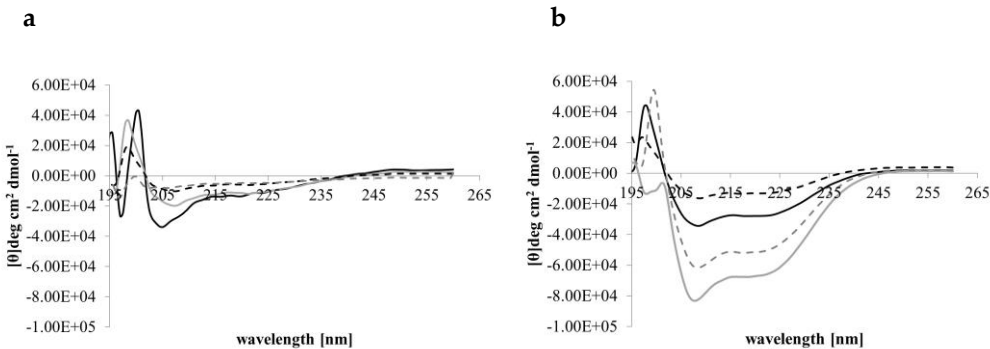 a
6.00E+04
4.00E+04
2.00E+04
0.00E+00
-2.00E+04
-4.00E+04
-6.00E+04
-8.00E+04
-1.00E+05
195 205 215 225 235 245 255 265
[θ]deg cm² dmol⁻¹
wavelength [nm]
b
6.00E+04
4.00E+04
2.00E+04
0.00E+00
-2.00E+04
-4.00E+04
-6.00E+04
-8.00E+04
-1.00E+05
195 205 215 225 235 245 255 265
[θ]deg cm² dmol⁻¹
wavelength [nm]